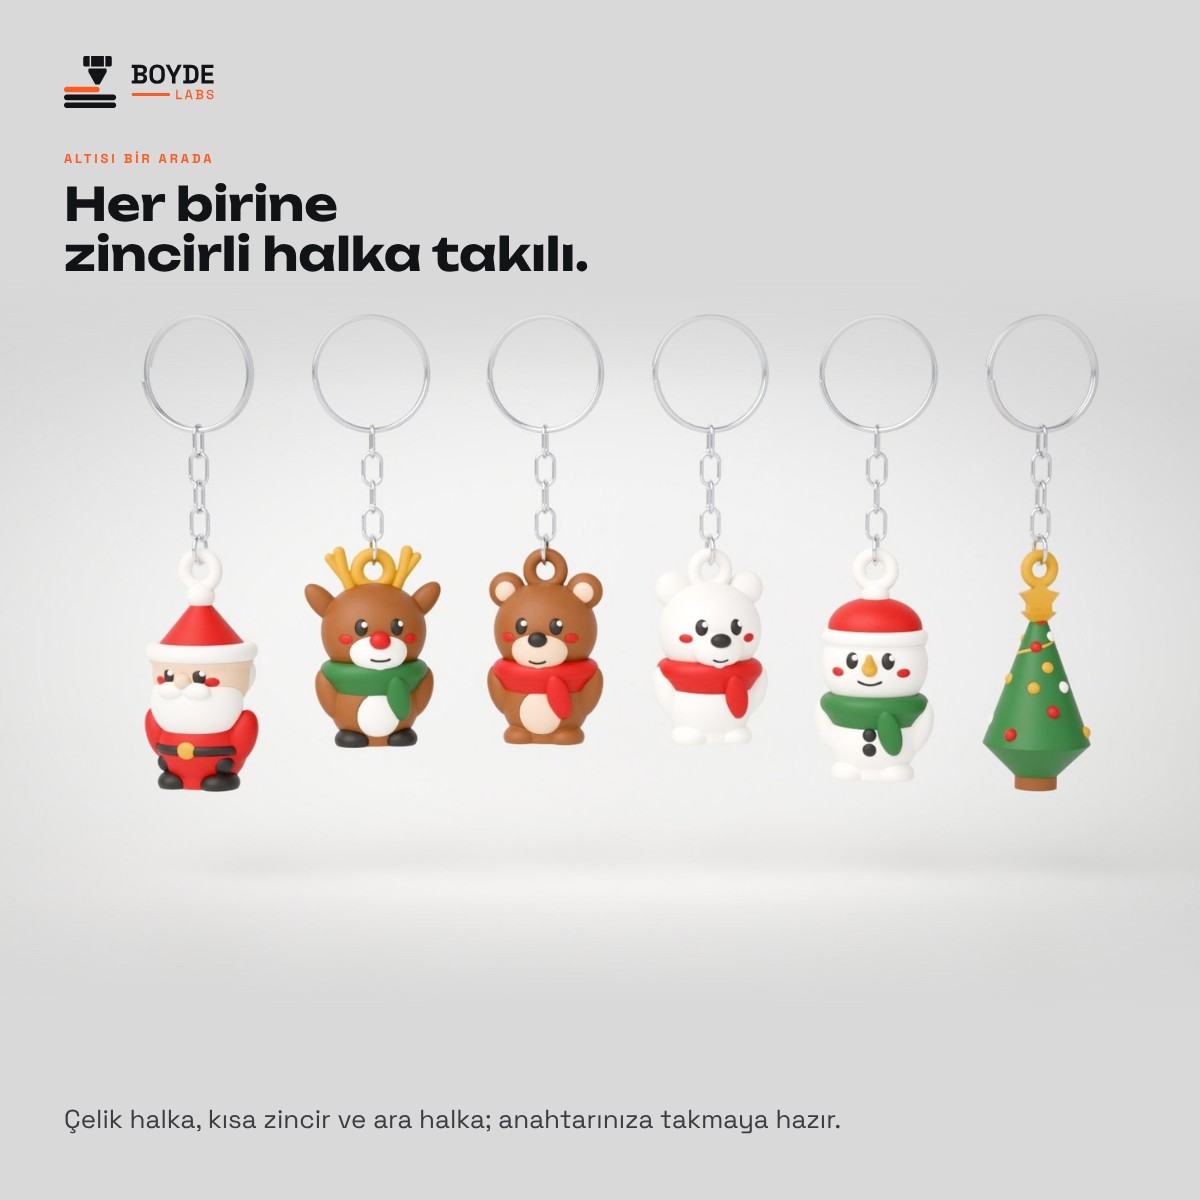 BOYDE
LABS
ALTISI BİR ARADA
Her birine
zincirli halka takılı.
Çelik halka, kısa zincir ve ara halka; anahtarınıza takmaya hazır.